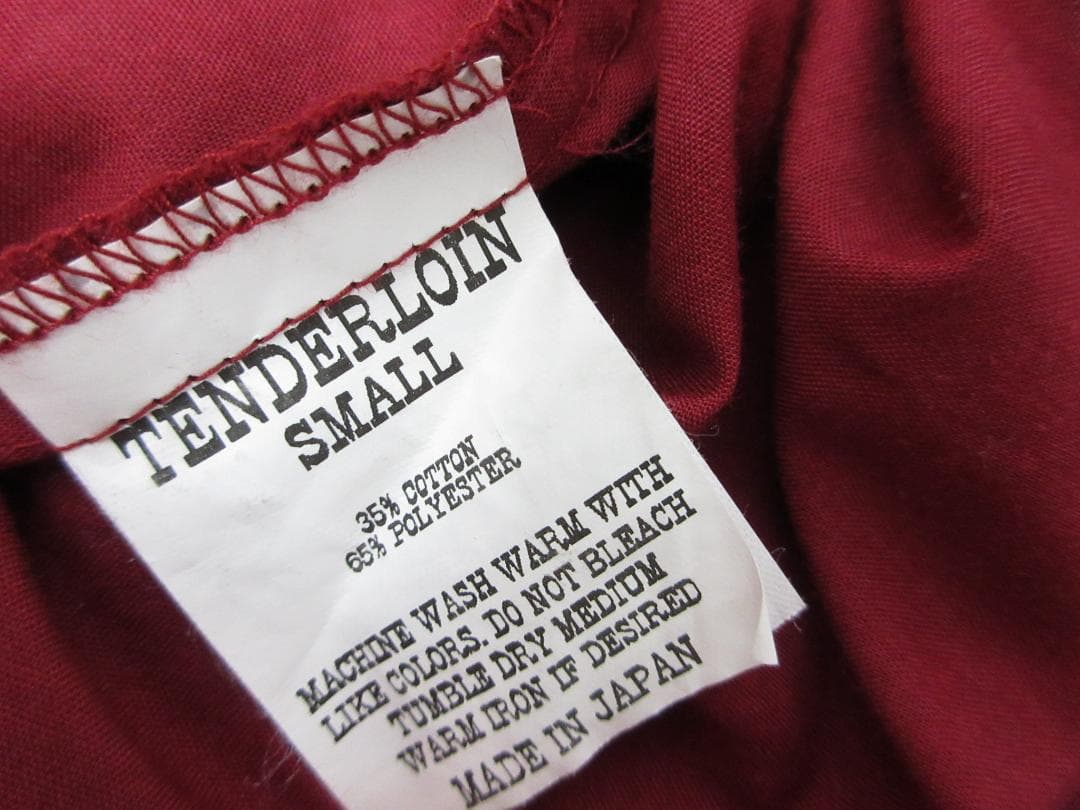 TENDERLOIN
SMALL
35% COTTON
65% POLYESTER
MACHINE WASH WARM WITH
LIKE COLORS. DO NOT BLEACH
TUMBLE DRY MEDIUM
WARM IRON IF DESIRED
MADE IN JAPAN